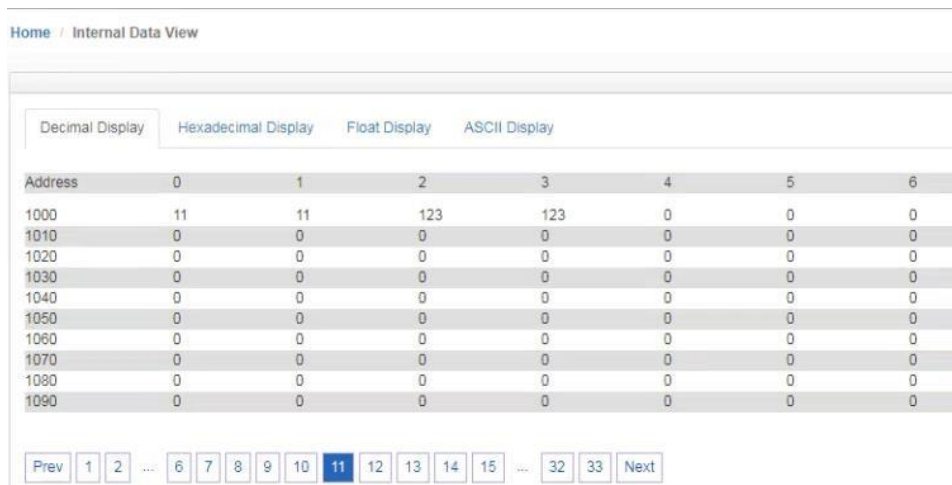 Home / Internal Data View
Decimal Display Hexadecimal Display Float Display ASCII Display
Address 0 1 2 3 4 5 6
1000 11 11 123 123 0 0 0
1010 0 0 0 0 0 0 0
1020 0 0 0 0 0 0 0
1030 0 0 0 0 0 0 0
1040 0 0 0 0 0 0 0
1050 0 0 0 0 0 0 0
1060 0 0 0 0 0 0 0
1070 0 0 0 0 0 0 0
1080 0 0 0 0 0 0 0
1090 0 0 0 0 0 0 0
Prev 1 2 ... 6 7 8 9 10 11 12 13 14 15 ... 32 33 Next